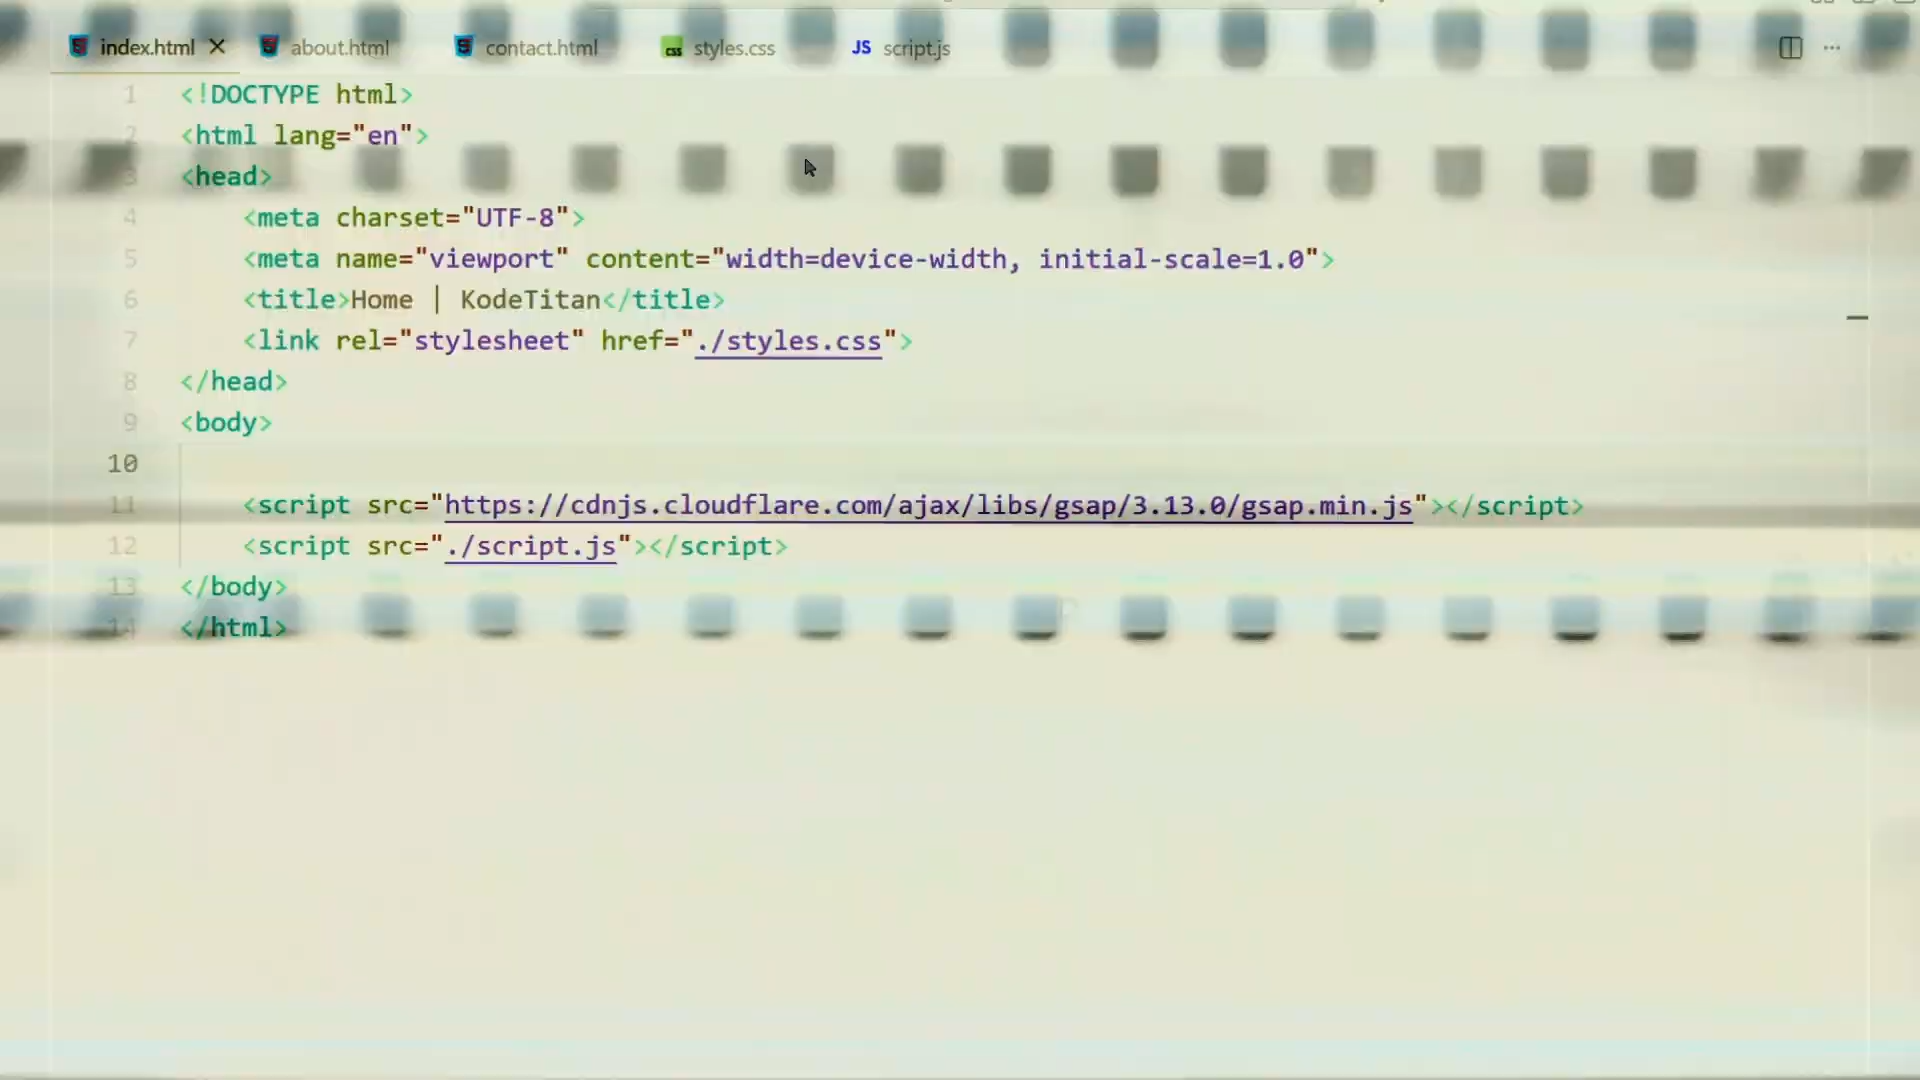 index.html about.html contact.html styles.css JS script.js
1 <!DOCTYPE html>
2 <html lang="en">
3 <head>
4 <meta charset="UTF-8">
5 <meta name="viewport" content="width=device-width, initial-scale=1.0">
6 <title>Home | KodeTitan</title>
7 <link rel="stylesheet" href="./styles.css">
8 </head>
9 <body>
10
11 <script src="https://cdnjs.cloudflare.com/ajax/libs/gsap/3.13.0/gsap.min.js"></script>
12 <script src="./script.js"></script>
13 </body>
14 </html>